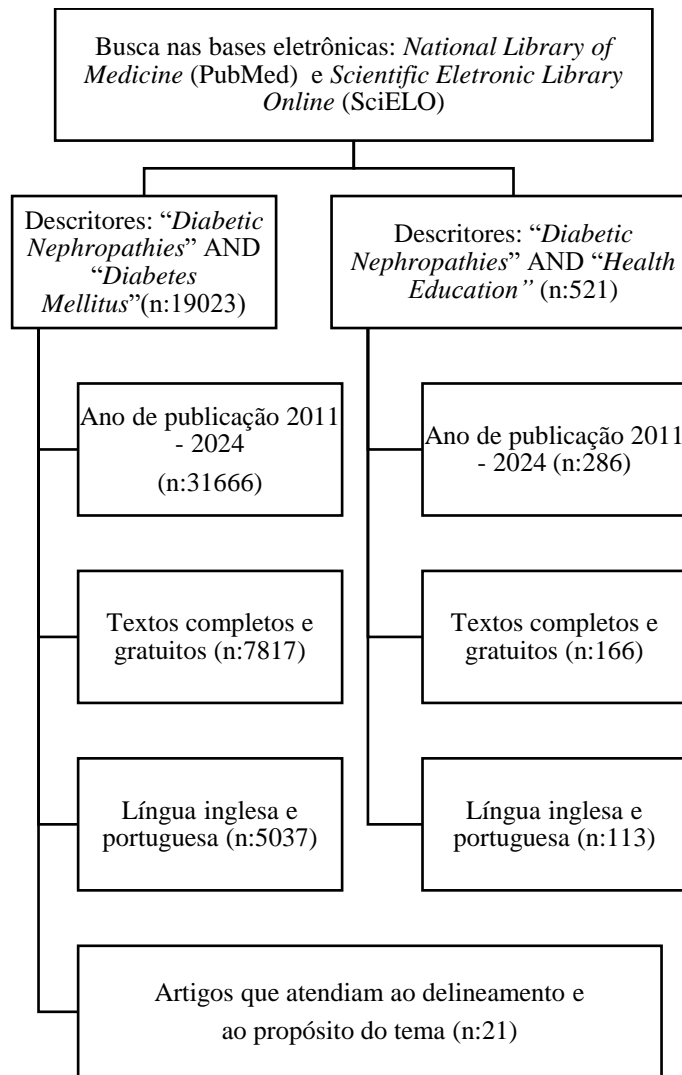 Busca nas bases eletrônicas: National Library of
Medicine (PubMed) e Scientific Eletronic Library
Online (SciELO)
Descritores: “Diabetic
Nephropathies” AND
“Diabetes
Mellitus”(n:19023)
Descritores: “Diabetic
Nephropathies” AND “Health
Education” (n:521)
Ano de publicação 2011
- 2024
(n:31666)
Ano de publicação 2011
- 2024 (n:286)
Textos completos e
gratuitos (n:7817)
Textos completos e
gratuitos (n:166)
Língua inglesa e
portuguesa (n:5037)
Língua inglesa e
portuguesa (n:113)
Artigos que atendiam ao delineamento e
ao propósito do tema (n:21)